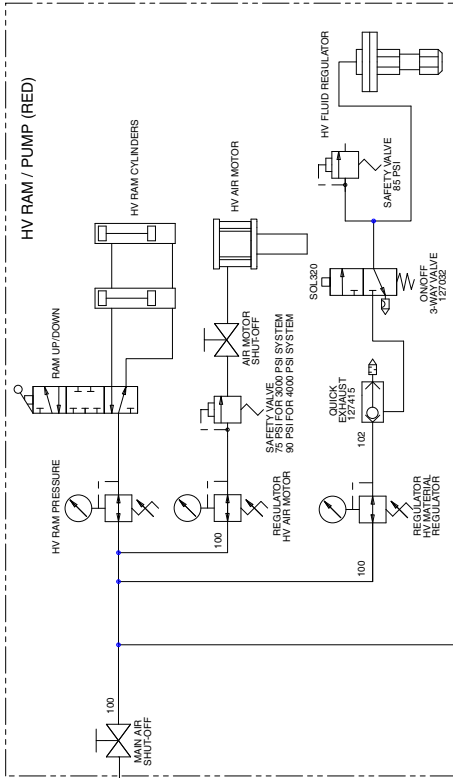 HV RAM / PUMP (RED)
RAM UP/DOWN
HV RAM CYLINDERS
HV RAM PRESSURE
HV AIR MOTOR
AIR MOTOR
SHUT-OFF
SAFETY VALVE
75 PSI FOR 3000 PSI SYSTEM
90 PSI FOR 4000 PSI SYSTEM
100
REGULATOR
HV AIR MOTOR
HV FLUID REGULATOR
SAFETY VALVE
85 PSI
SOL320
ON/OFF
3-WAY VALVE
127032
QUICK
EXHAUST
127415
102
REGULATOR
HV MATERIAL
REGULATOR
100
100
MAIN AIR
SHUT-OFF